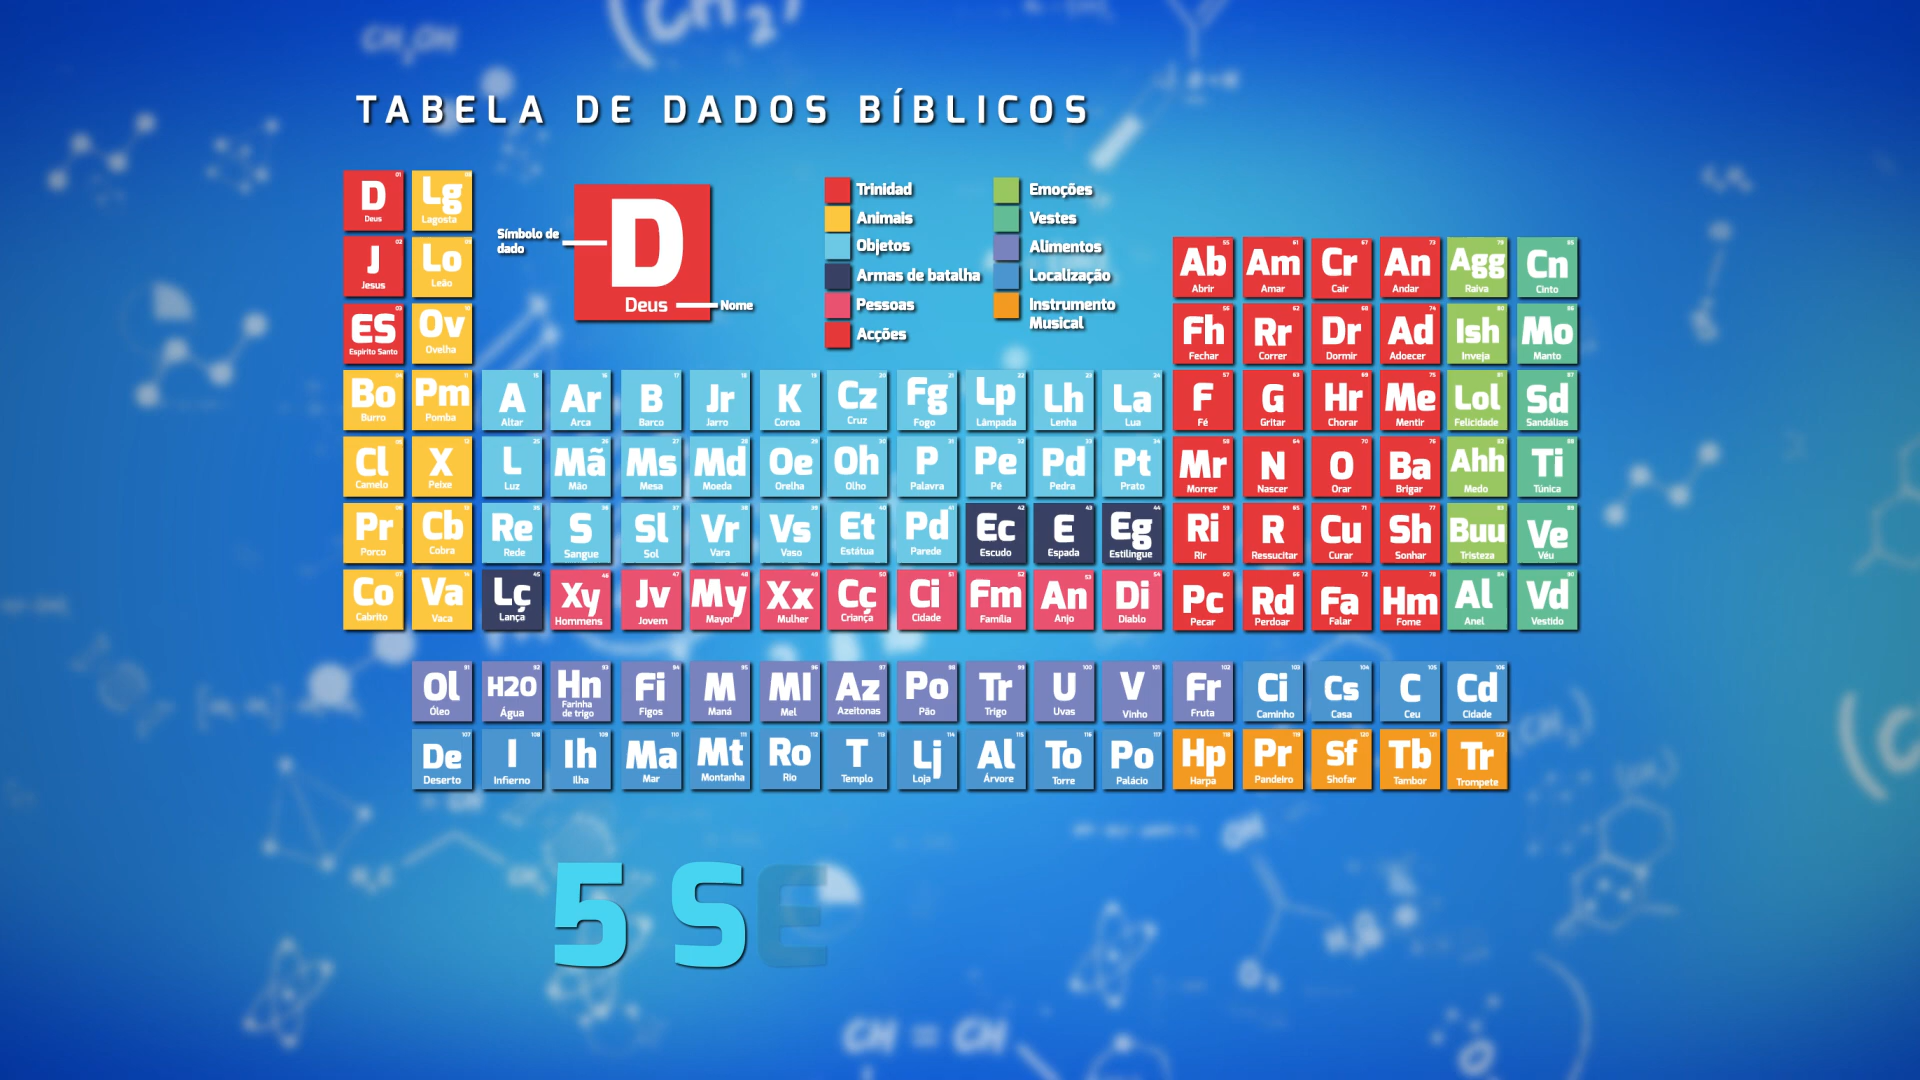 TABELA DE DADOS BÍBLICOS
D Deus
Lg Lagosta
J Jesus
Lo Leão
ES Espírito Santo
Ov Ovelha
Símbolo de dado
D
Deus
Nome
Trinidad
Animais
Objetos
Armas de batalha
Pessoas
Acções
Emoções
Vestes
Alimentos
Localização
Instrumento Musical
Ab Abrir
Am Amar
Cr Cair
An Andar
Agg Raiva
Cn Cinto
Fh Fechar
Rr Correr
Dr Dormir
Ad Adoecer
Ish Inveja
Mo Manto
Bo Burro
Pm Pomba
A Altar
Ar Arca
B Barco
Jr Jarro
K Coroa
Cz Cruz
Fg Fogo
Lp Lâmpada
Lh Lenha
La Lua
F Fé
G Gritar
Hr Chorar
Me Mentir
Lol Felicidade
Sd Sandálias
Cl Camelo
X Peixe
L Luz
Mã Mão
Ms Mesa
Md Moeda
Oe Orelha
Oh Olho
P Palavra
Pe Pé
Pd Pedra
Pt Prato
Mr Morrer
N Nascer
O Orar
Ba Brigar
Ahh Medo
Ti Túnica
Pr Porco
Cb Cobra
Re Rede
S Sangue
Sl Sol
Vr Vara
Vs Vaso
Et Estátua
Pd Parede
Ec Escudo
E Espada
Eg Estilingue
Ri Rir
R Ressucitar
Cu Curar
Sh Sonhar
Buu Tristeza
Ve Véu
Co Cabrito
Va Vaca
Lç Lança
Xy Hommens
Jv Jovem
My Mayor
Xx Mulher
Cç Criança
Ci Cidade
Fm Família
An Anjo
Di Diablo
Pc Pecar
Rd Perdoar
Fa Falar
Hm Fome
Al Anel
Vd Vestido
Ol Óleo
H2O Água
Hn Farinha de trigo
Fi Figos
M Maná
Ml Mel
Az Azeitonas
Po Pão
Tr Trigo
U Uvas
V Vinho
Fr Fruta
Ci Caminho
Cs Casa
C Ceu
Cd Cidade
De Deserto
I Infierno
Ih Ilha
Ma Mar
Mt Montanha
Ro Rio
T Templo
Lj Loja
Al Árvore
To Torre
Po Palácio
Hp Harpa
Pr Pandeiro
Sf Shofar
Tb Tambor
Tr Trompete
5 SE
CH = CH